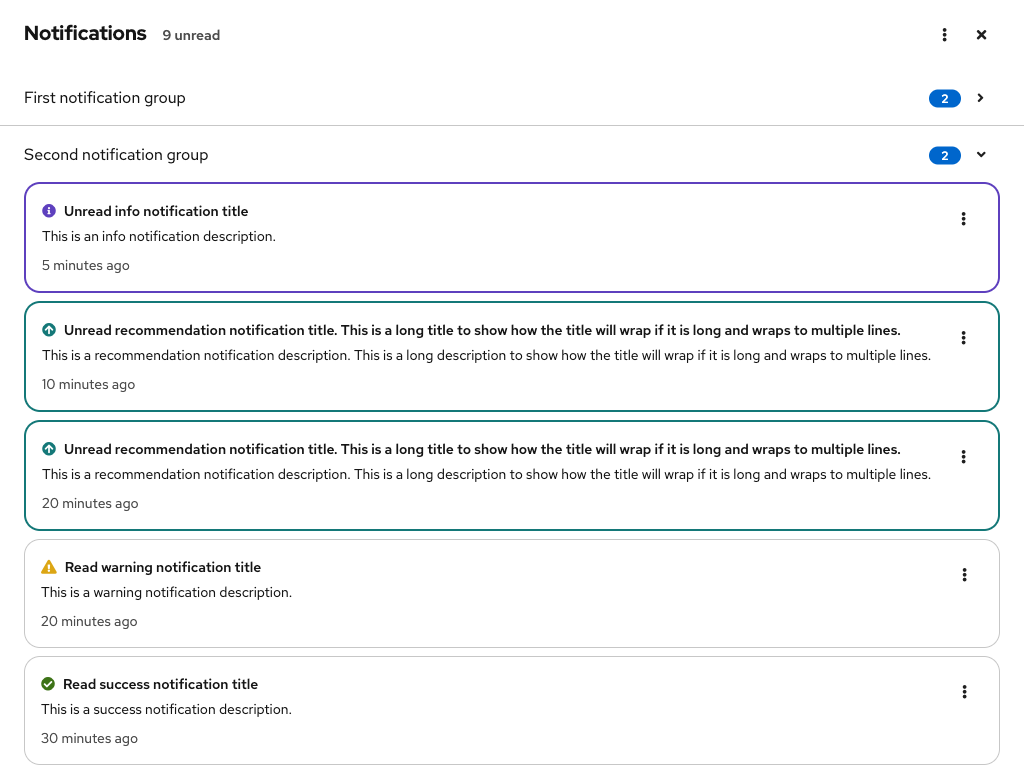 Notifications 9 unread
First notification group 2
Second notification group 2
Unread info notification title
This is an info notification description.
5 minutes ago
Unread recommendation notification title. This is a long title to show how the title will wrap if it is long and wraps to multiple lines.
This is a recommendation notification description. This is a long description to show how the title will wrap if it is long and wraps to multiple lines.
10 minutes ago
Unread recommendation notification title. This is a long title to show how the title will wrap if it is long and wraps to multiple lines.
This is a recommendation notification description. This is a long description to show how the title will wrap if it is long and wraps to multiple lines.
20 minutes ago
Read warning notification title
This is a warning notification description.
20 minutes ago
Read success notification title
This is a success notification description.
30 minutes ago